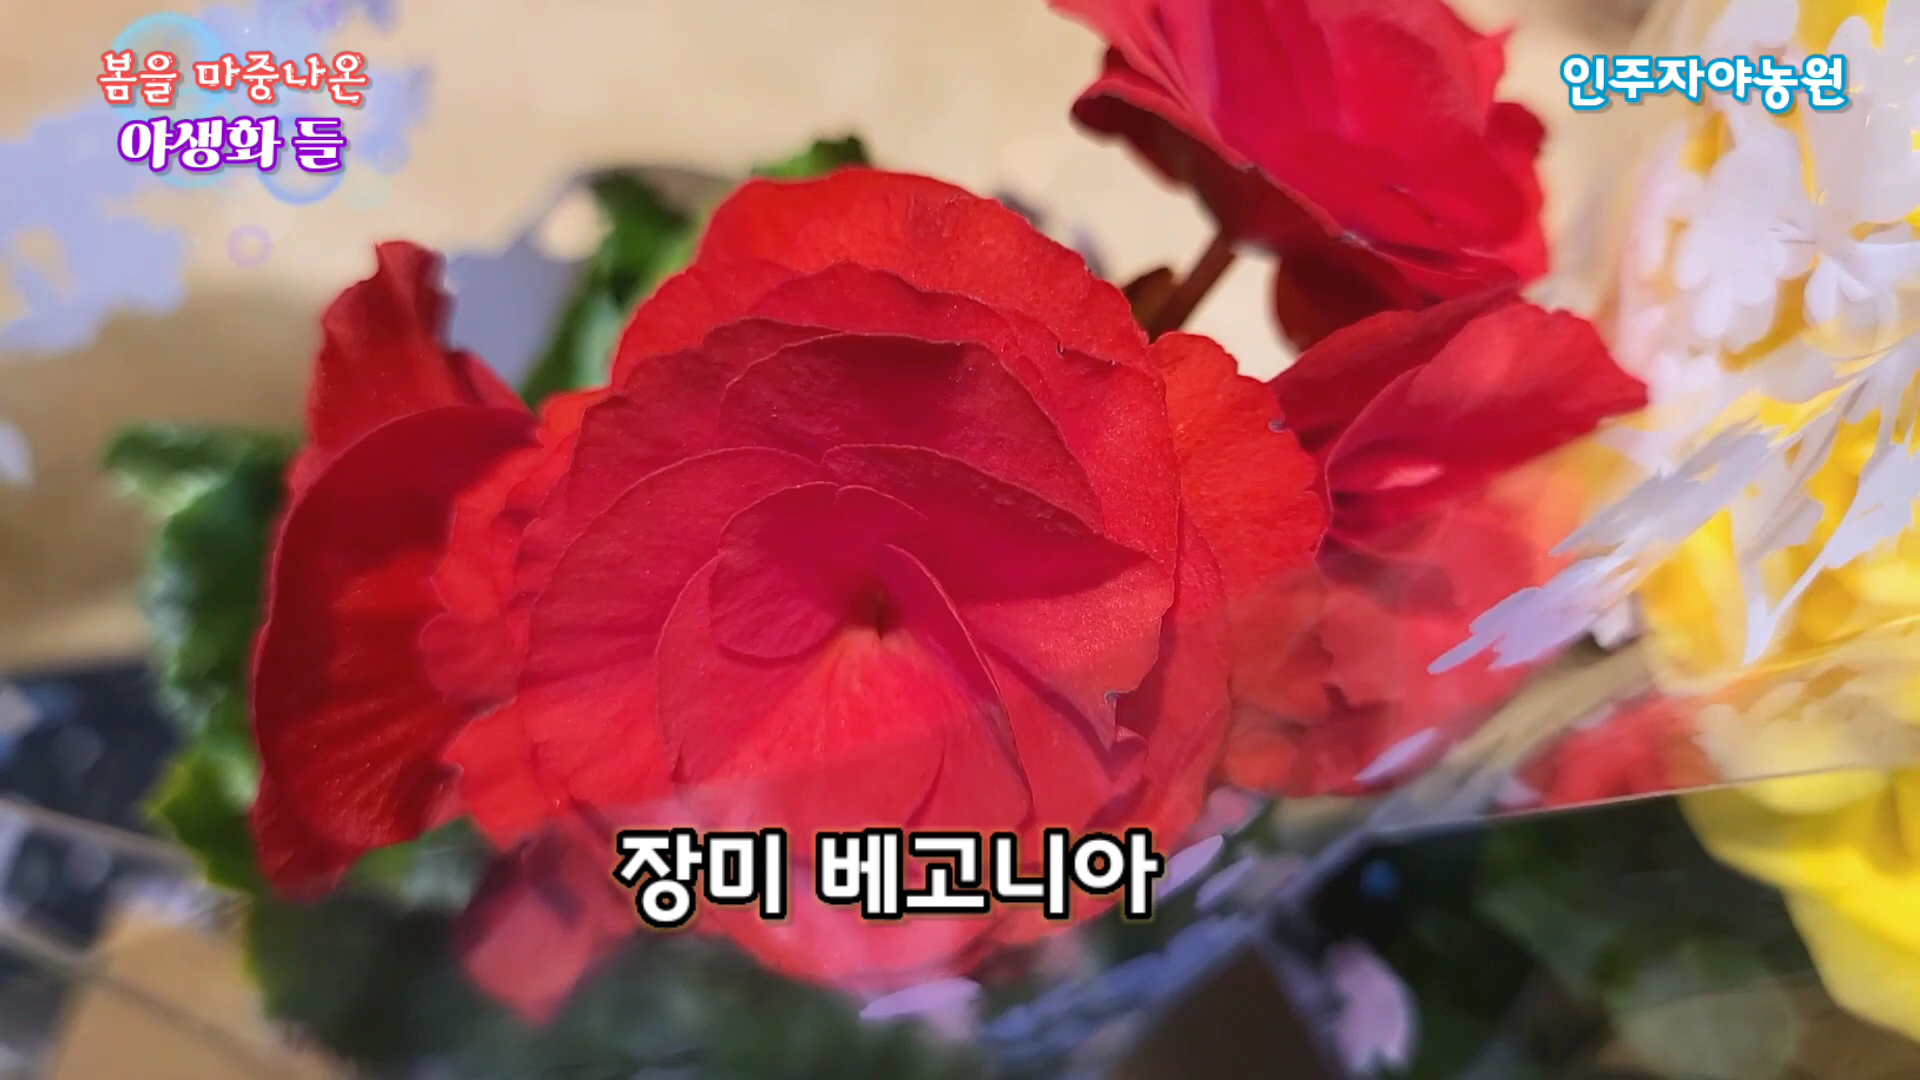 봄을 마중나온
야생화 들
인주자야농원
장미 베고니아